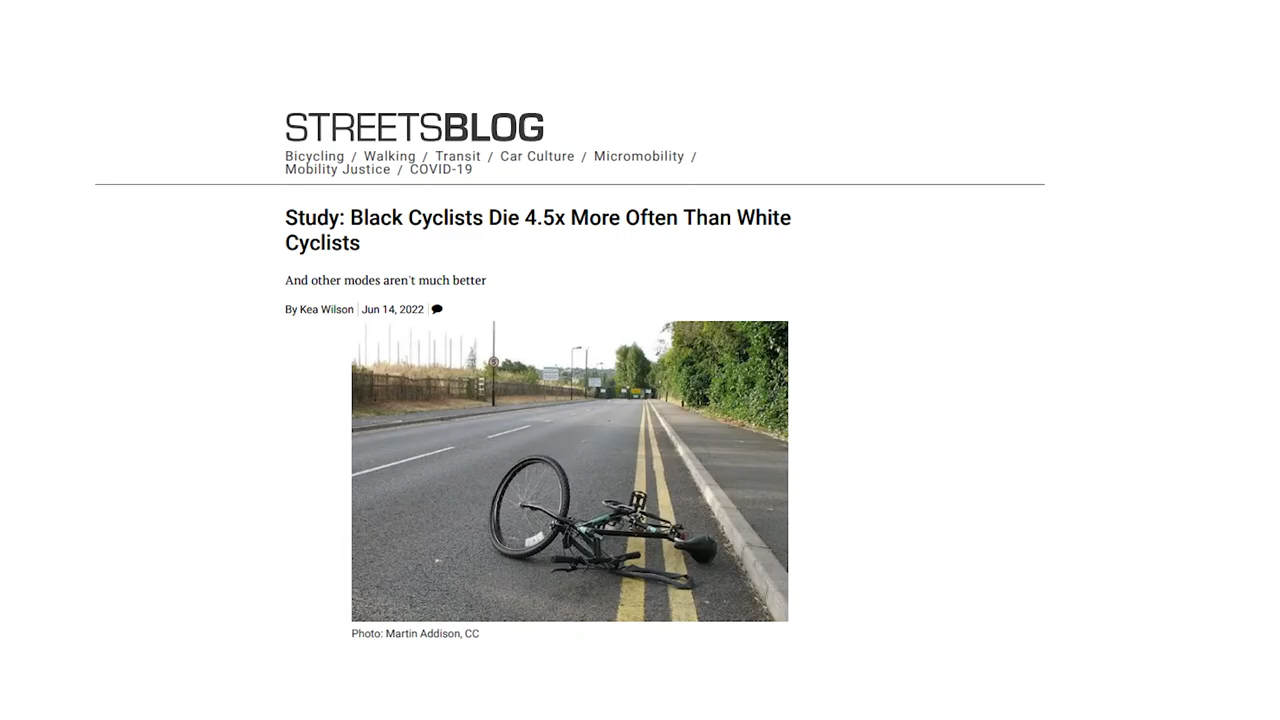 STREETSBLOG
Bicycling / Walking / Transit / Car Culture / Micromobility /
Mobility Justice / COVID-19
Study: Black Cyclists Die 4.5x More Often Than White
Cyclists
And other modes aren't much better
By Kea Wilson | Jun 14, 2022
Photo: Martin Addison, CC